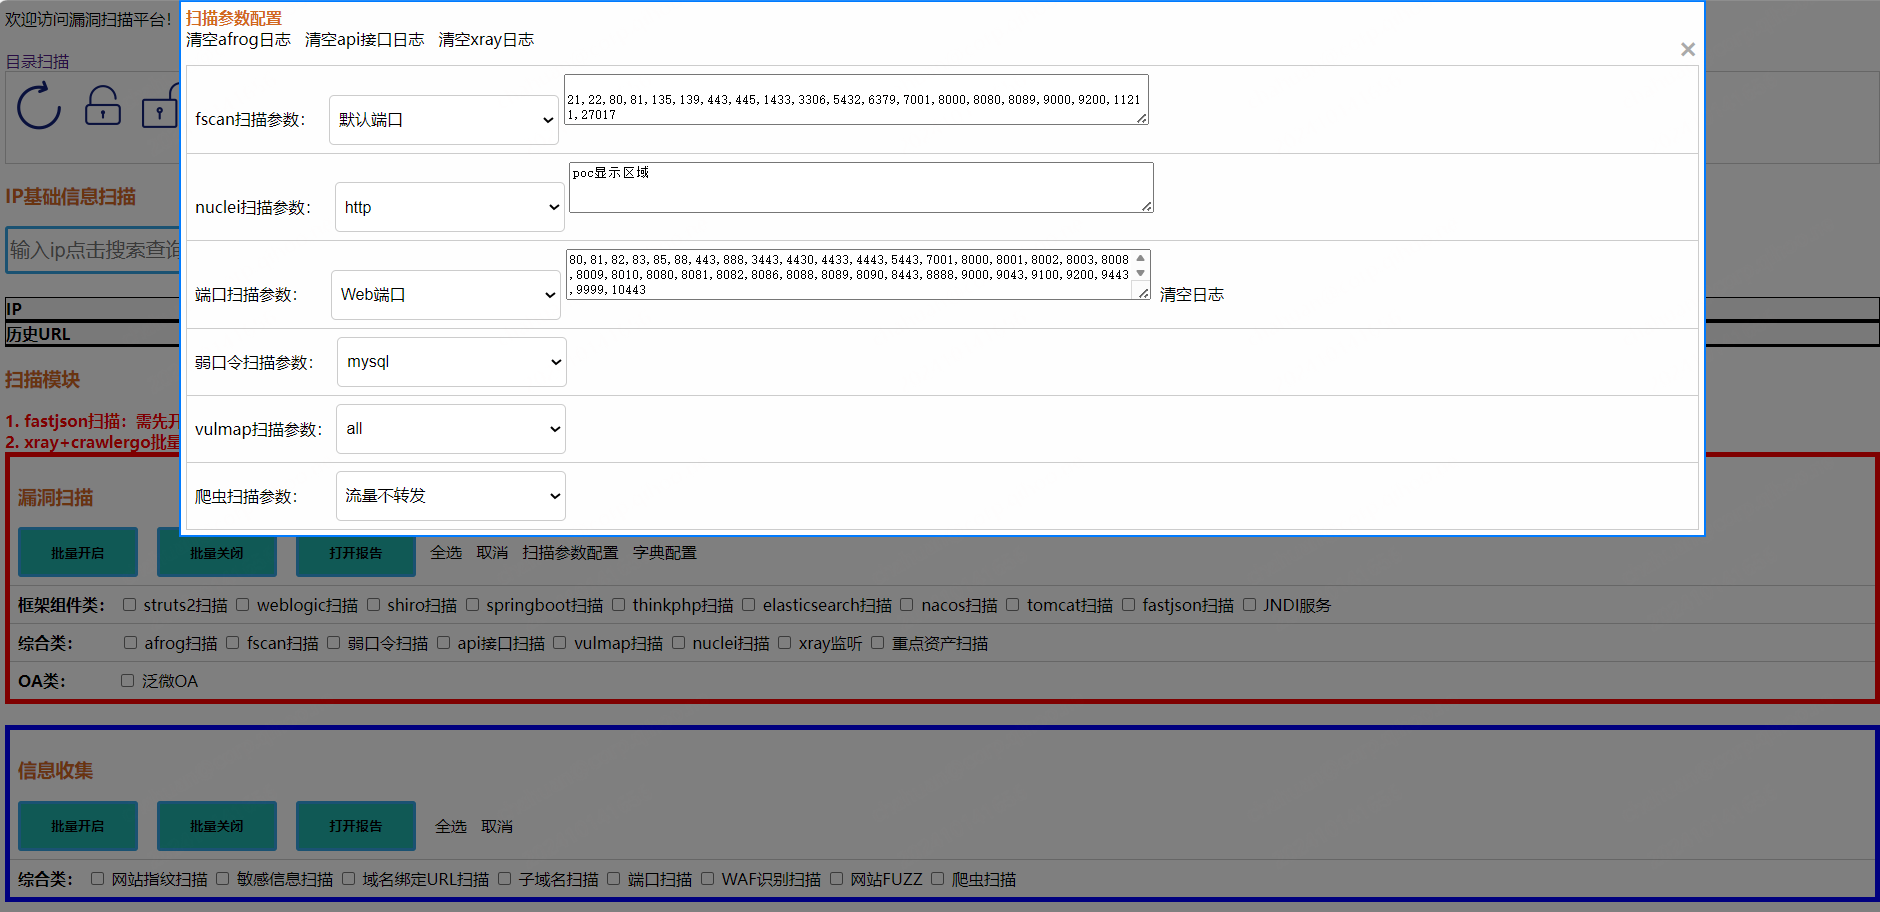 欢迎访问漏洞扫描平台！
目录扫描
IP基础信息扫描
输入ip点击搜索查询
IP
历史URL
扫描模块
1. fastjson扫描：需先开
2. xray+crawlergo批量
扫描参数配置
清空afrog日志 清空api接口日志 清空xray日志
×
fscan扫描参数： 默认端口
21,22,80,81,135,139,443,445,1433,3306,5432,6379,7001,8000,8080,8089,9000,9200,1121
1,27017
nuclei扫描参数： http
poc显示区域
端口扫描参数： Web端口
80,81,82,83,85,88,443,888,3443,4430,4433,4443,5443,7001,8000,8001,8002,8003,8008
,8009,8010,8080,8081,8082,8086,8088,8089,8090,8443,8888,9000,9043,9100,9200,9443
,9999,10443
清空日志
弱口令扫描参数： mysql
vulmap扫描参数： all
爬虫扫描参数： 流量不转发
漏洞扫描
批量开启 批量关闭 打开报告 全选 取消 扫描参数配置 字典配置
框架组件类： struts2扫描 weblogic扫描 shiro扫描 springboot扫描 thinkphp扫描 elasticsearch扫描 nacos扫描 tomcat扫描 fastjson扫描 JNDI服务
综合类： afrog扫描 fscan扫描 弱口令扫描 api接口扫描 vulmap扫描 nuclei扫描 xray监听 重点资产扫描
OA类： 泛微OA
信息收集
批量开启 批量关闭 打开报告 全选 取消
综合类： 网站指纹扫描 敏感信息扫描 域名绑定URL扫描 子域名扫描 端口扫描 WAF识别扫描 网站FUZZ 爬虫扫描